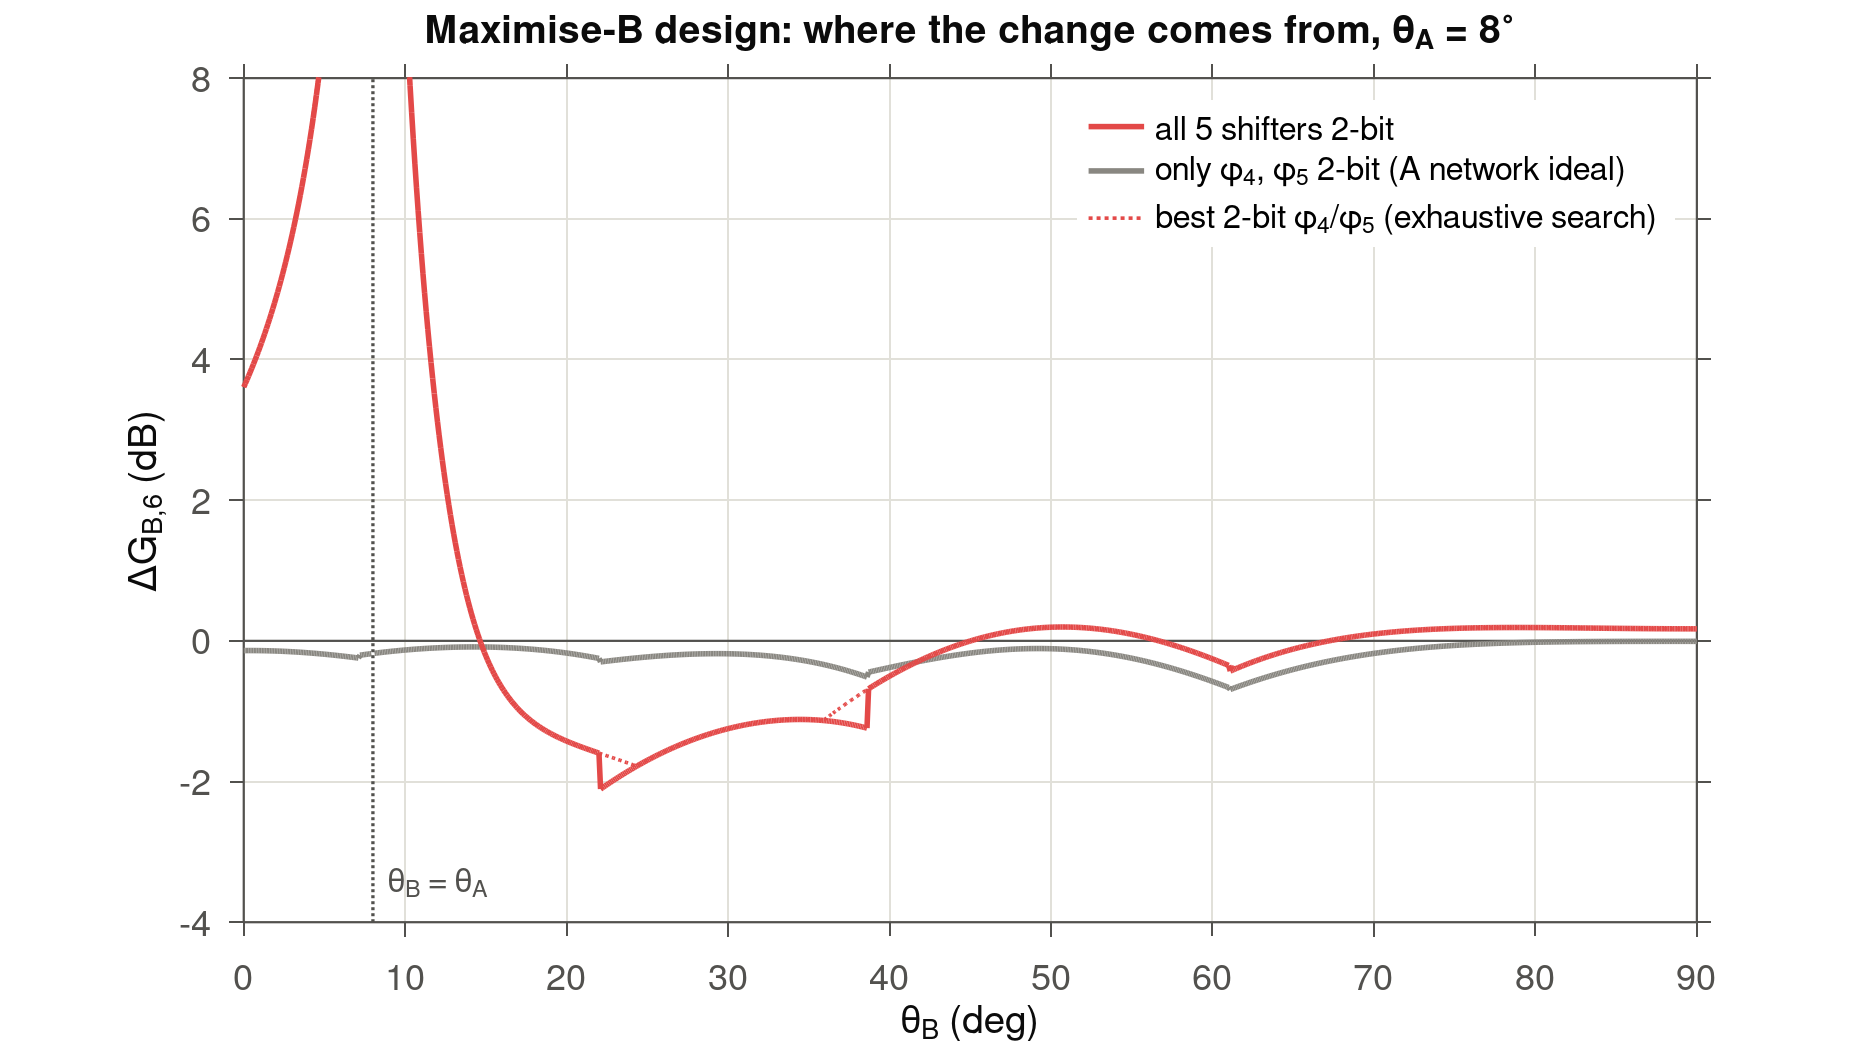 Maximise-B design: where the change comes from, θA = 8°
8
6
4
2
0
-2
-4
ΔGB,6 (dB)
all 5 shifters 2-bit
only φ4, φ5 2-bit (A network ideal)
best 2-bit φ4/φ5 (exhaustive search)
θB = θA
0 10 20 30 40 50 60 70 80 90
θB (deg)